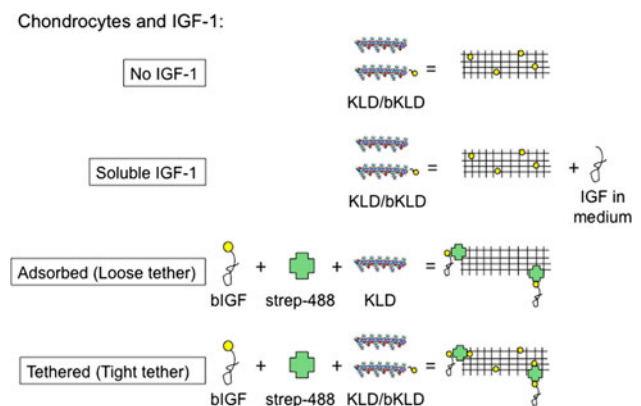 Chondrocytes and IGF-1:
No IGF-1
=
KLD/bKLD
Soluble IGF-1
= +
KLD/bKLD
IGF in
medium
Adsorbed (Loose tether)
+ + =
bIGF strep-488 KLD
Tethered (Tight tether)
+ + =
bIGF strep-488 KLD/bKLD